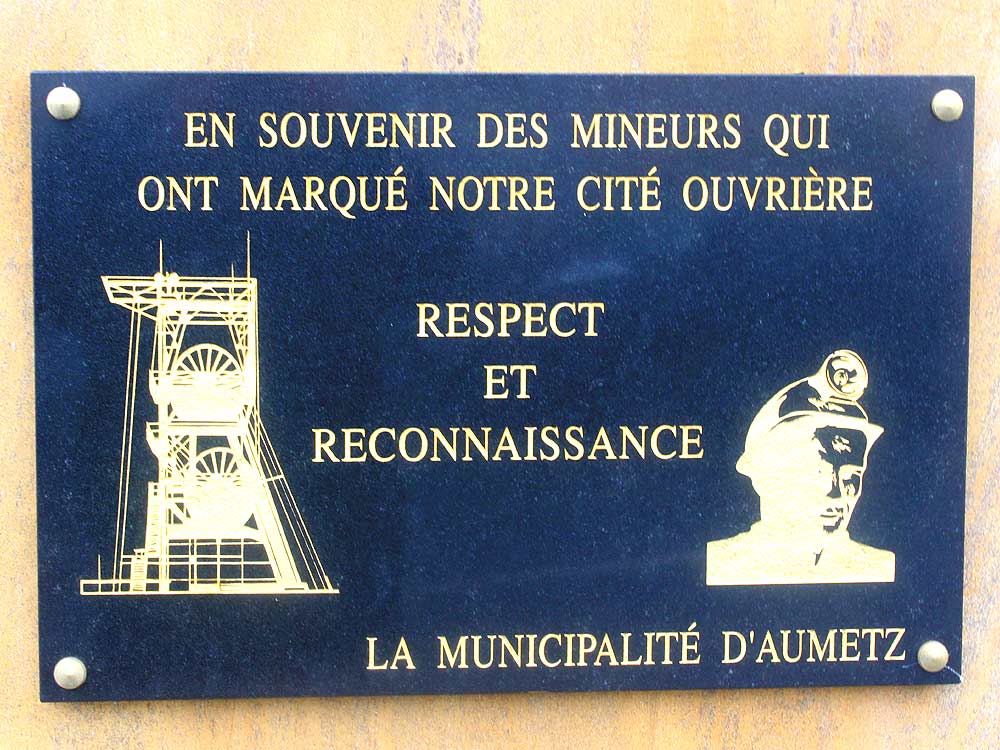 EN SOUVENIR DES MINEURS QUI
ONT MARQUÉ NOTRE CITÉ OUVRIÈRE
RESPECT
ET
RECONNAISSANCE
LA MUNICIPALITÉ D'AUMETZ